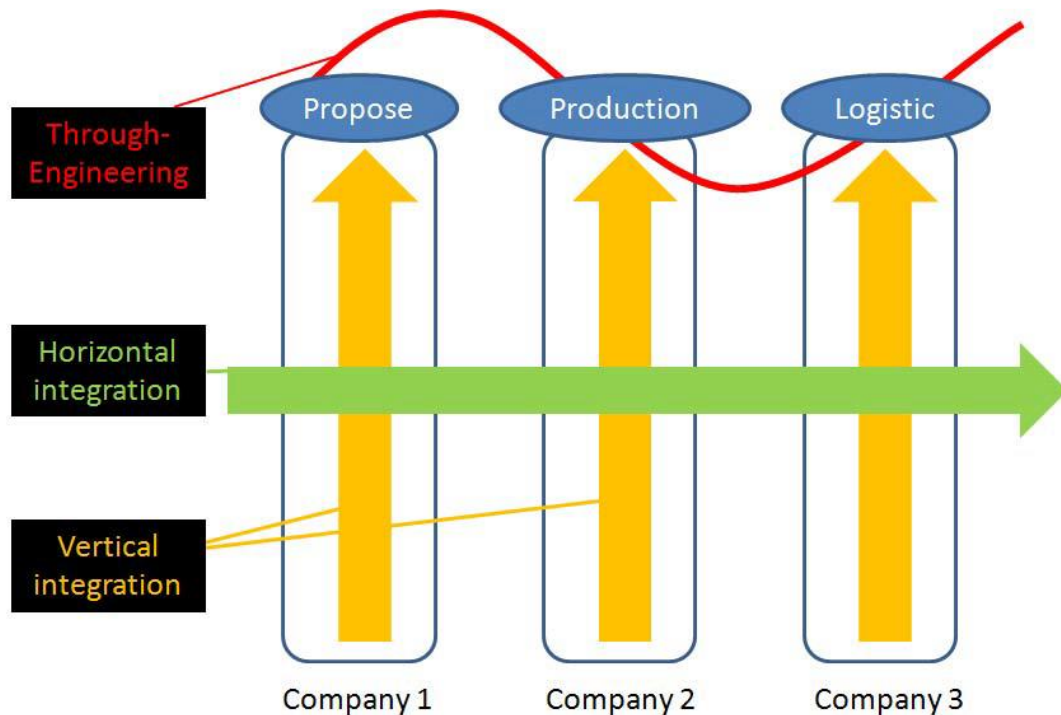 Propose
Production
Logistic
Through-
Engineering
Horizontal
integration
Vertical
integration
Company 1
Company 2
Company 3